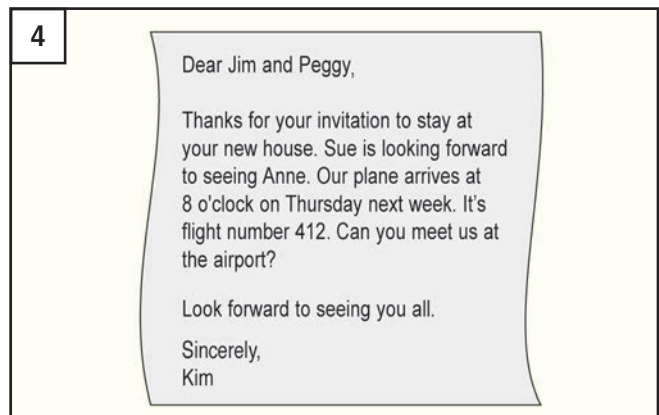 4
Dear Jim and Peggy,
Thanks for your invitation to stay at
your new house. Sue is looking forward
to seeing Anne. Our plane arrives at
8 o'clock on Thursday next week. It's
flight number 412. Can you meet us at
the airport?
Look forward to seeing you all.
Sincerely,
Kim